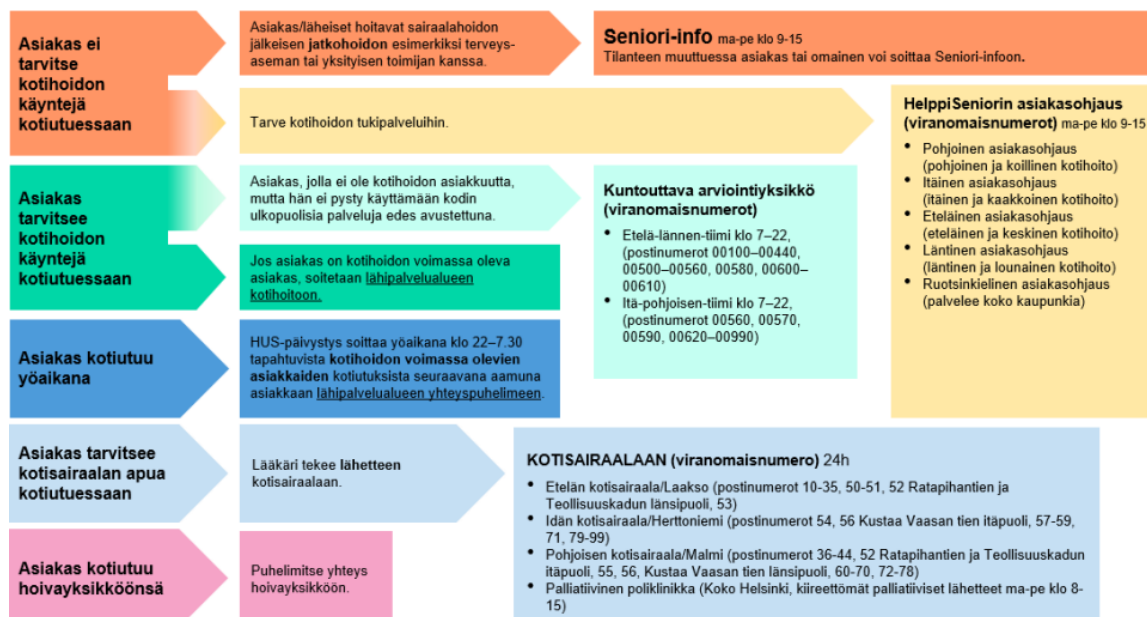 Asiakas ei
tarvitse
kotihoidon
käyntejä
kotiutuessaan
Asiakas/läheiset hoitavat sairaalahoidon
jälkeisen jatkohoidon esimerkiksi terveys-
aseman tai yksityisen toimijan kanssa.
Seniori-info ma-pe klo 9-15
Tilanteen muuttuessa asiakas tai omainen voi soittaa Seniori-infoon.
Tarve kotihoidon tukipalveluihin.
HelppiSeniorin asiakasohjaus
(viranomaisnumerot) ma-pe klo 9-15
• Pohjoinen asiakasohjaus
(pohjoinen ja koillinen kotihoito)
• Itäinen asiakasohjaus
(itäinen ja kaakkoinen kotihoito)
• Eteläinen asiakasohjaus
(eteläinen ja keskinen kotihoito)
• Läntinen asiakasohjaus
(läntinen ja lounainen kotihoito)
• Ruotsinkielinen asiakasohjaus
(palvelee koko kaupunkia)
Asiakas
tarvitsee
kotihoidon
käyntejä
kotiutuessaan
Asiakas, jolla ei ole kotihoidon asiakkuutta,
mutta hän ei pysty käyttämään kodin
ulkopuolisia palveluja edes avustettuna.
Kuntouttava arviointiyksikkö
(viranomaisnumerot)
• Etelä-lännen-tiimi klo 7–22,
(postinumerot 00100–00440,
00500–00560, 00580, 00600–
00610)
• Itä-pohjoisen-tiimi klo 7–22,
(postinumerot 00560, 00570,
00590, 00620–00990)
Jos asiakas on kotihoidon voimassa oleva
asiakas, soitetaan lähipalvelualueen
kotihoitoon.
Asiakas kotiutuu
yöaikana
HUS-päivystys soittaa yöaikana klo 22–7.30
tapahtuvista kotihoidon voimassa olevien
asiakkaiden kotiutuksista seuraavana aamuna
asiakkaan lähipalvelualueen yhteyspuhelimeen.
Asiakas tarvitsee
kotisairaalan apua
kotiutuessaan
Lääkäri tekee lähetteen
kotisairaalaan.
KOTISAIRAALAAN (viranomaisnumero) 24h
• Etelän kotisairaala/Laakso (postinumerot 10-35, 50-51, 52 Ratapihantien ja
Teollisuuskadun länsipuoli, 53)
• Idän kotisairaala/Herttoniemi (postinumerot 54, 56 Kustaa Vaasan tien itäpuoli, 57-59,
71, 79-99)
• Pohjoisen kotisairaala/Malmi (postinumerot 36-44, 52 Ratapihantien ja Teollisuuskadun
itäpuoli, 55, 56, Kustaa Vaasan tien länsipuoli, 60-70, 72-78)
• Palliatiivinen poliklinikka (Koko Helsinki, kiireettömät palliatiiviset lähetteet ma-pe klo 8-
15)
Asiakas kotiutuu
hoivayksikköönsä
Puhelimitse yhteys
hoivayksikköön.